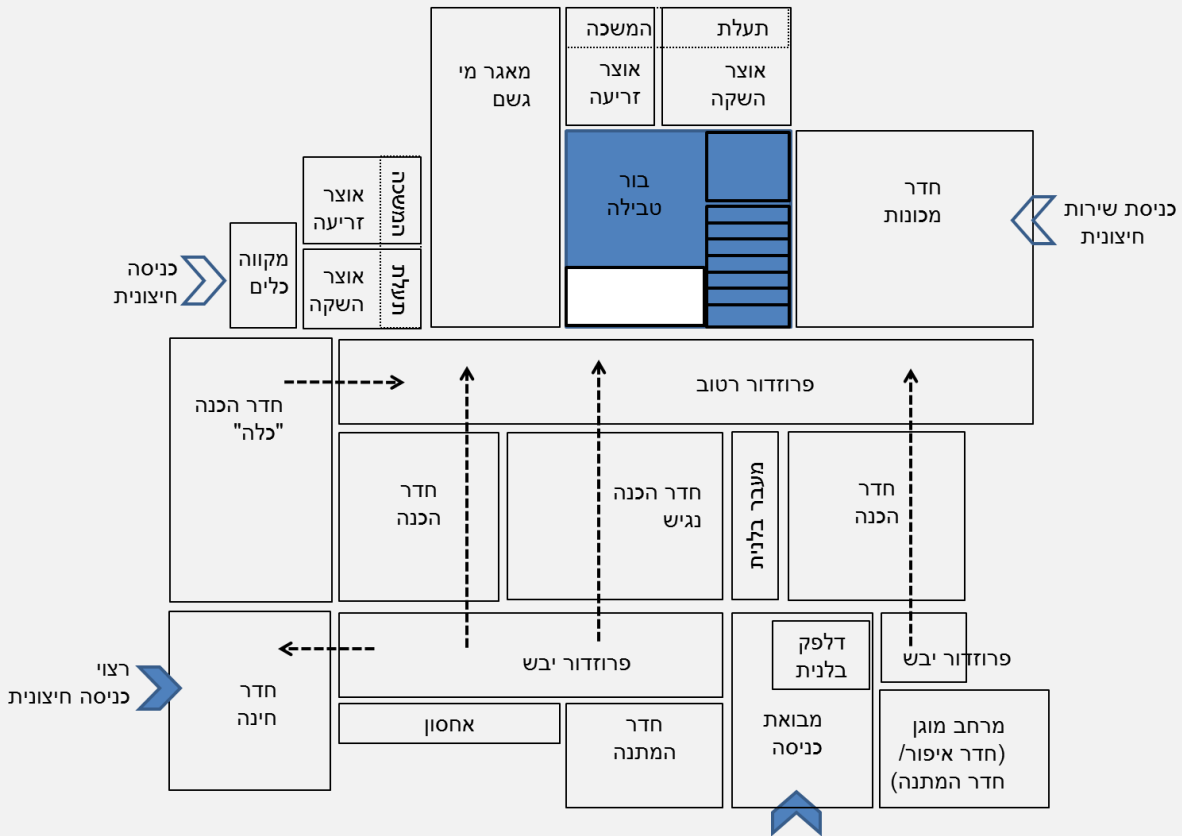 תעלת
המשכה
מאגר מי
גשם
אוצר
זריעה
אוצר
השקה
בור
טבילה
חדר
מכונות
כניסת שירות
חיצונית
אוצר
זריעה
המשכה
אוצר
השקה
תעלת
מקווה
כלים
כניסה
חיצונית
פרוזדור רטוב
חדר הכנה
"כלה"
חדר
הכנה
חדר הכנה
נגיש
מעבר בלנית
חדר
הכנה
דלפק
בלנית
פרוזדור יבש
פרוזדור יבש
רצוי
כניסה חיצונית
חדר
חינה
אחסון
חדר
המתנה
מבואת
כניסה
מרחב מוגן
(חדר איפור/
חדר המתנה)